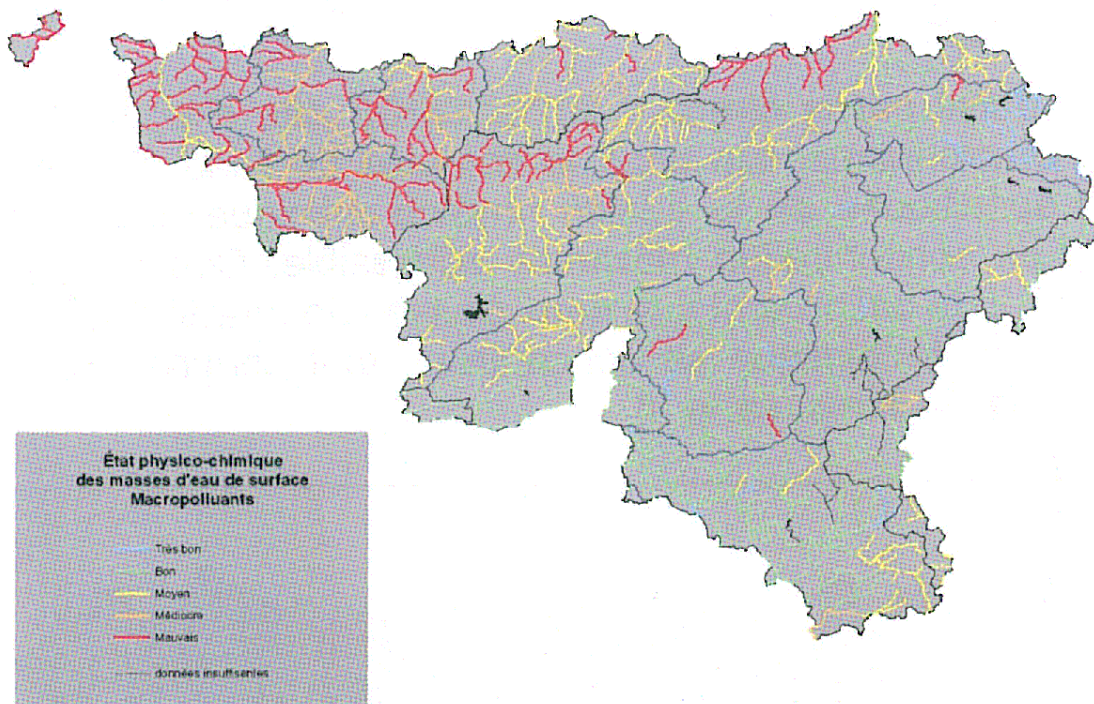 État physico-chimique
des masses d'eau de surface
Macropolluants
Très bon
Bon
Moyen
Médiocre
Mauvais
données insuffisantes